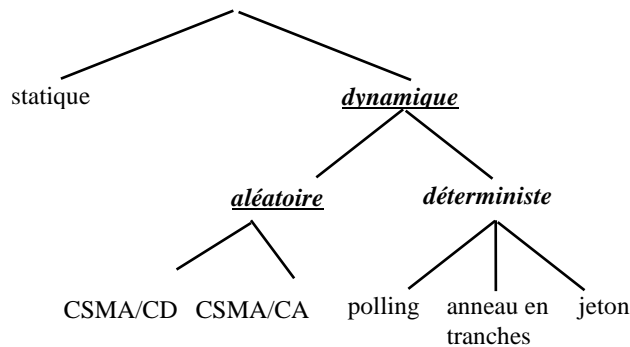 statique
dynamique
aléatoire
déterministe
CSMA/CD
CSMA/CA
polling
anneau en
tranches
jeton